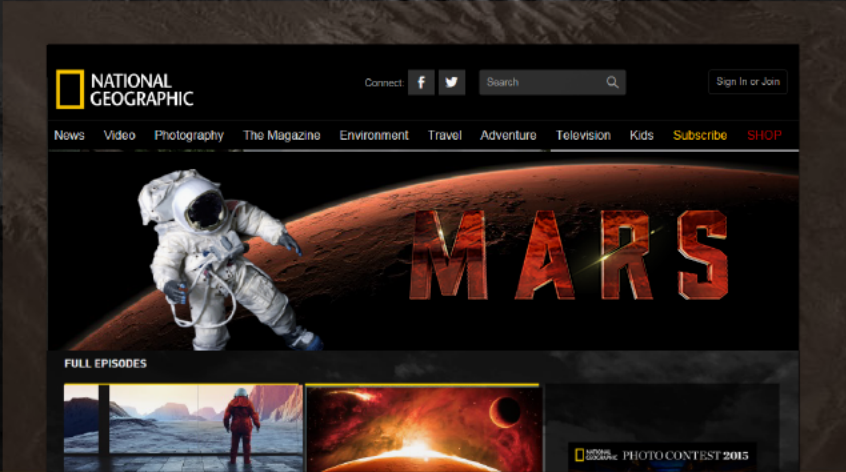 NATIONAL
GEOGRAPHIC
Connect:
Search
Sign In or Join
News Video Photography The Magazine Environment Travel Adventure Television Kids Subscribe SHOP
MARS
FULL EPISODES
NATIONAL
GEOGRAPHIC
PHOTO CONTEST 2015